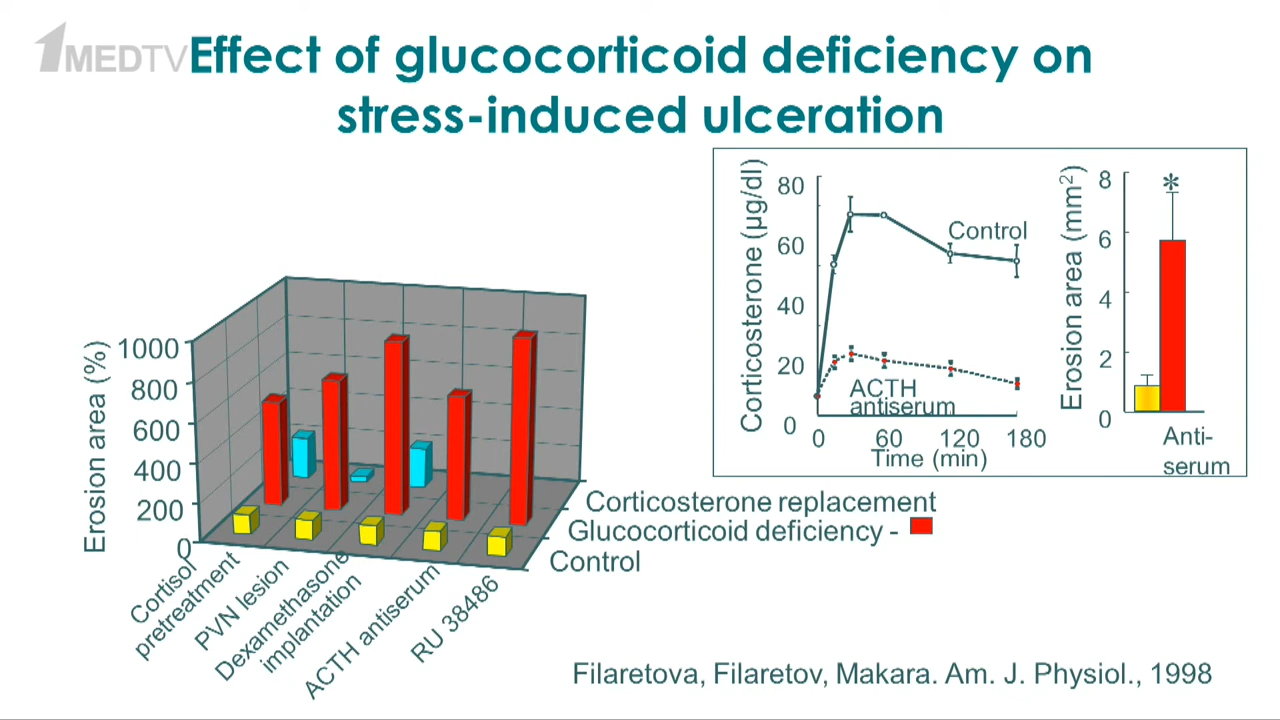 1MEDTV
Effect of glucocorticoid deficiency on
stress-induced ulceration
Erosion area (%)
1000
800
600
400
200
0
Cortisol
pretreatment
PVN lesion
Dexamethasone
implantation
ACTH antiserum
RU 38486
Corticosterone replacement
Glucocorticoid deficiency -
Control
Corticosterone (µg/dl)
80
60
40
20
0
Control
ACTH
antiserum
0 60 120 180
Time (min)
Erosion area (mm²)
8
6
4
2
0
*
Anti-
serum
Filaretova, Filaretov, Makara. Am. J. Physiol., 1998